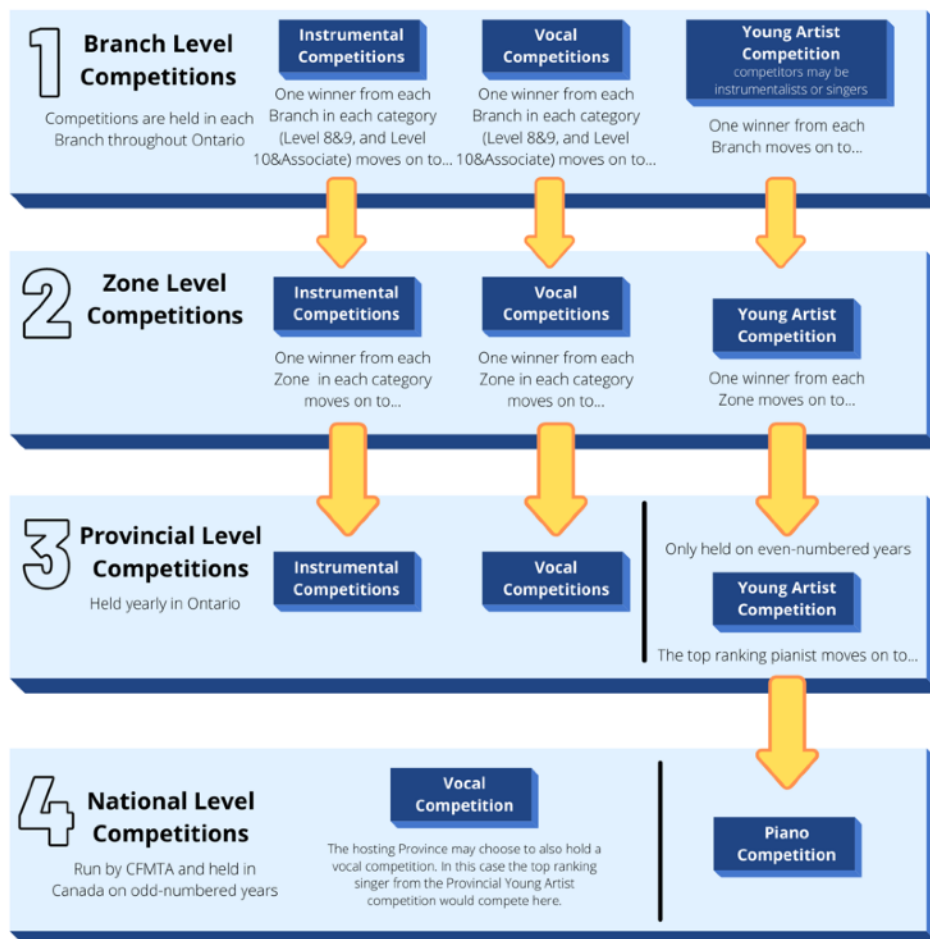 1
Branch Level
Competitions
Competitions are held in each
Branch throughout Ontario
Instrumental
Competitions
One winner from each
Branch in each category
(Level 8&9, and Level
10&Associate) moves on to...
Vocal
Competitions
One winner from each
Branch in each category
(Level 8&9, and Level
10&Associate) moves on to...
Young Artist
Competition
competitors may be
instrumentalists or singers
One winner from each
Branch moves on to...
2
Zone Level
Competitions
Instrumental
Competitions
One winner from each
Zone in each category
moves on to...
Vocal
Competitions
One winner from each
Zone in each category
moves on to...
Young Artist
Competition
One winner from each
Zone moves on to...
3
Provincial Level
Competitions
Held yearly in Ontario
Instrumental
Competitions
Vocal
Competitions
Only held on even-numbered years
Young Artist
Competition
The top ranking pianist moves on to...
4
National Level
Competitions
Run by CFMTA and held in
Canada on odd-numbered years
Vocal
Competition
The hosting Province may choose to also hold a
vocal competition. In this case the top ranking
singer from the Provincial Young Artist
competition would compete here.
Piano
Competition